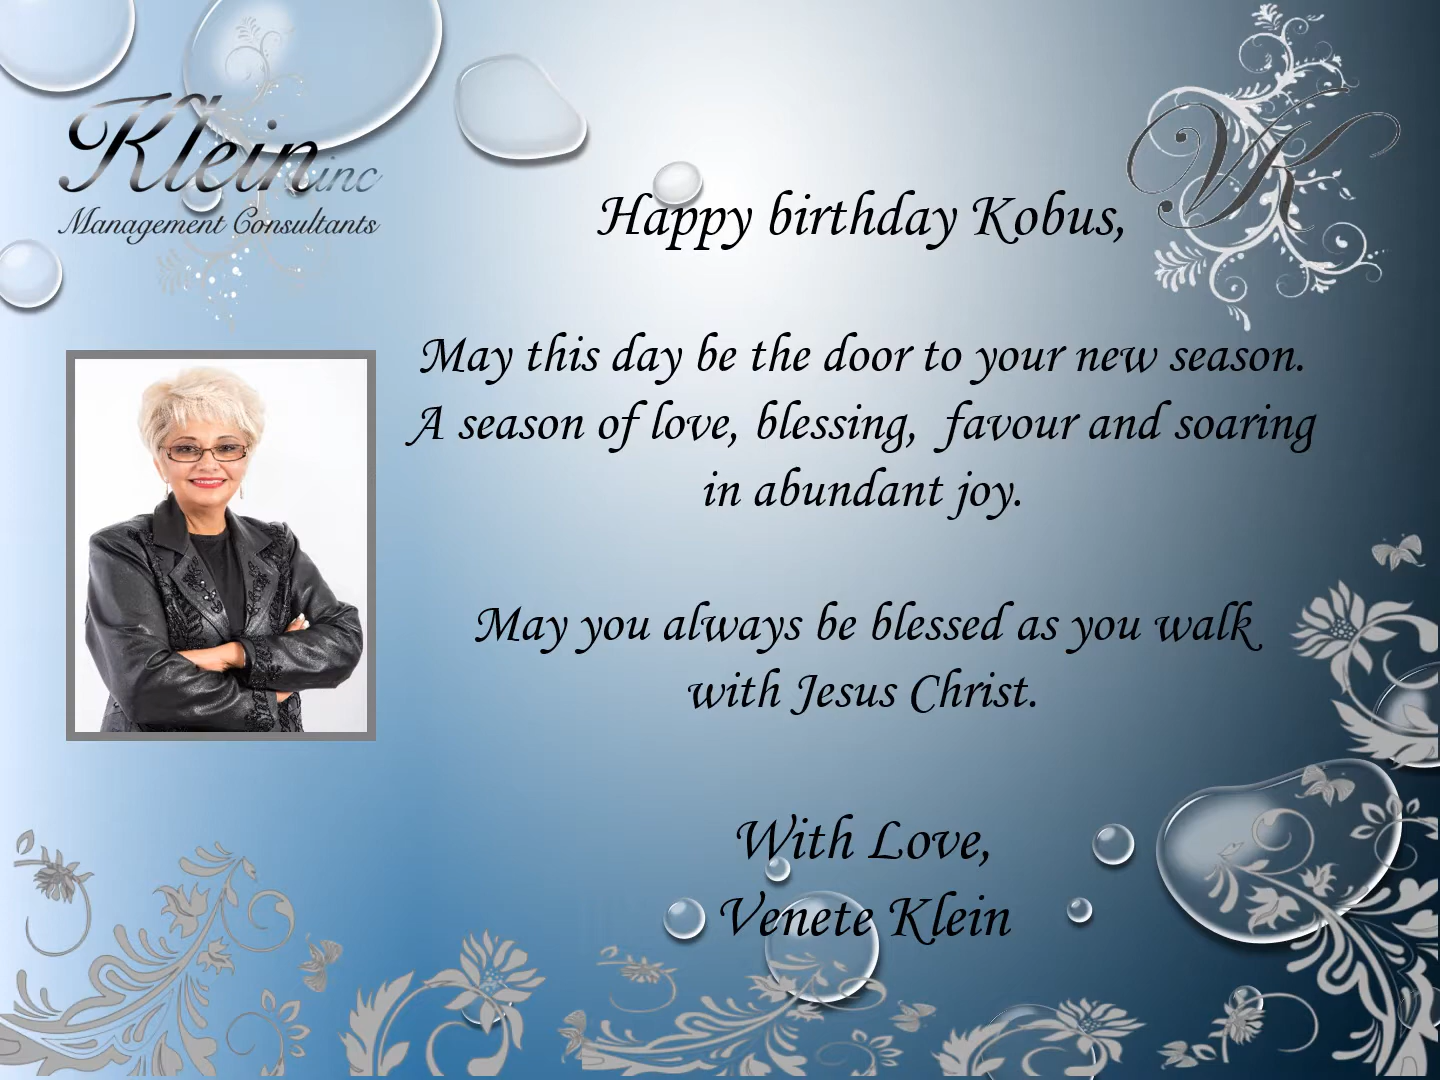 Klein inc
Management Consultants
VK
Happy birthday Kobus,
May this day be the door to your new season.
A season of love, blessing, favour and soaring
in abundant joy.
May you always be blessed as you walk
with Jesus Christ.
With Love,
Venete Klein